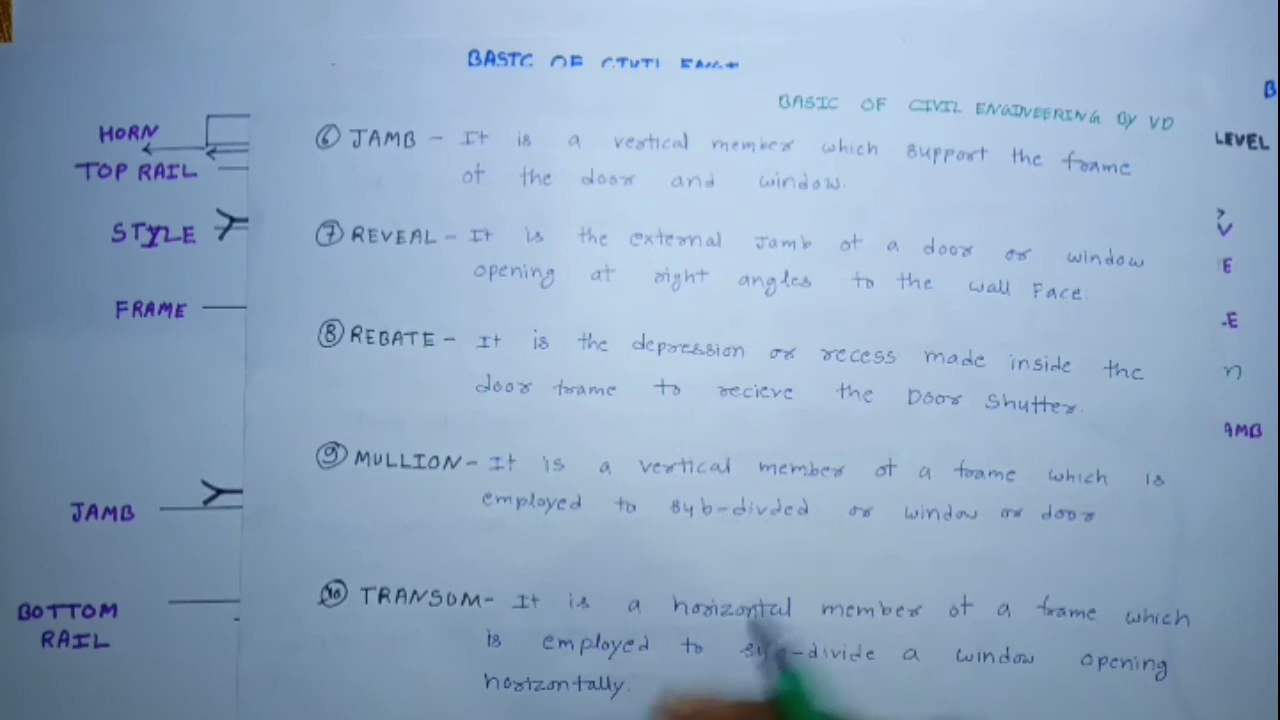 BASIC OF CIVIL ENG
BASIC OF CIVIL ENGINEERING By VD
HORN
TOP RAIL
STYLE
FRAME
JAMB
BOTTOM
RAIL
⑥ JAMB - It is a vertical member which support the frame
of the door and window.
⑦ REVEAL - It is the external Jamb of a door or window
opening at right angles to the wall Face.
⑧ REBATE - It is the depression or recess made inside the
door frame to recieve the Door Shutter.
⑨ MULLION - It is a vertical member of a frame which is
employed to sub-divded or window or door
⑩ TRANSOM - It is a horizontal member of a frame which
is employed to sub-divide a window opening
horizontally.
B
LEVEL
V
E
-E
n
AMB